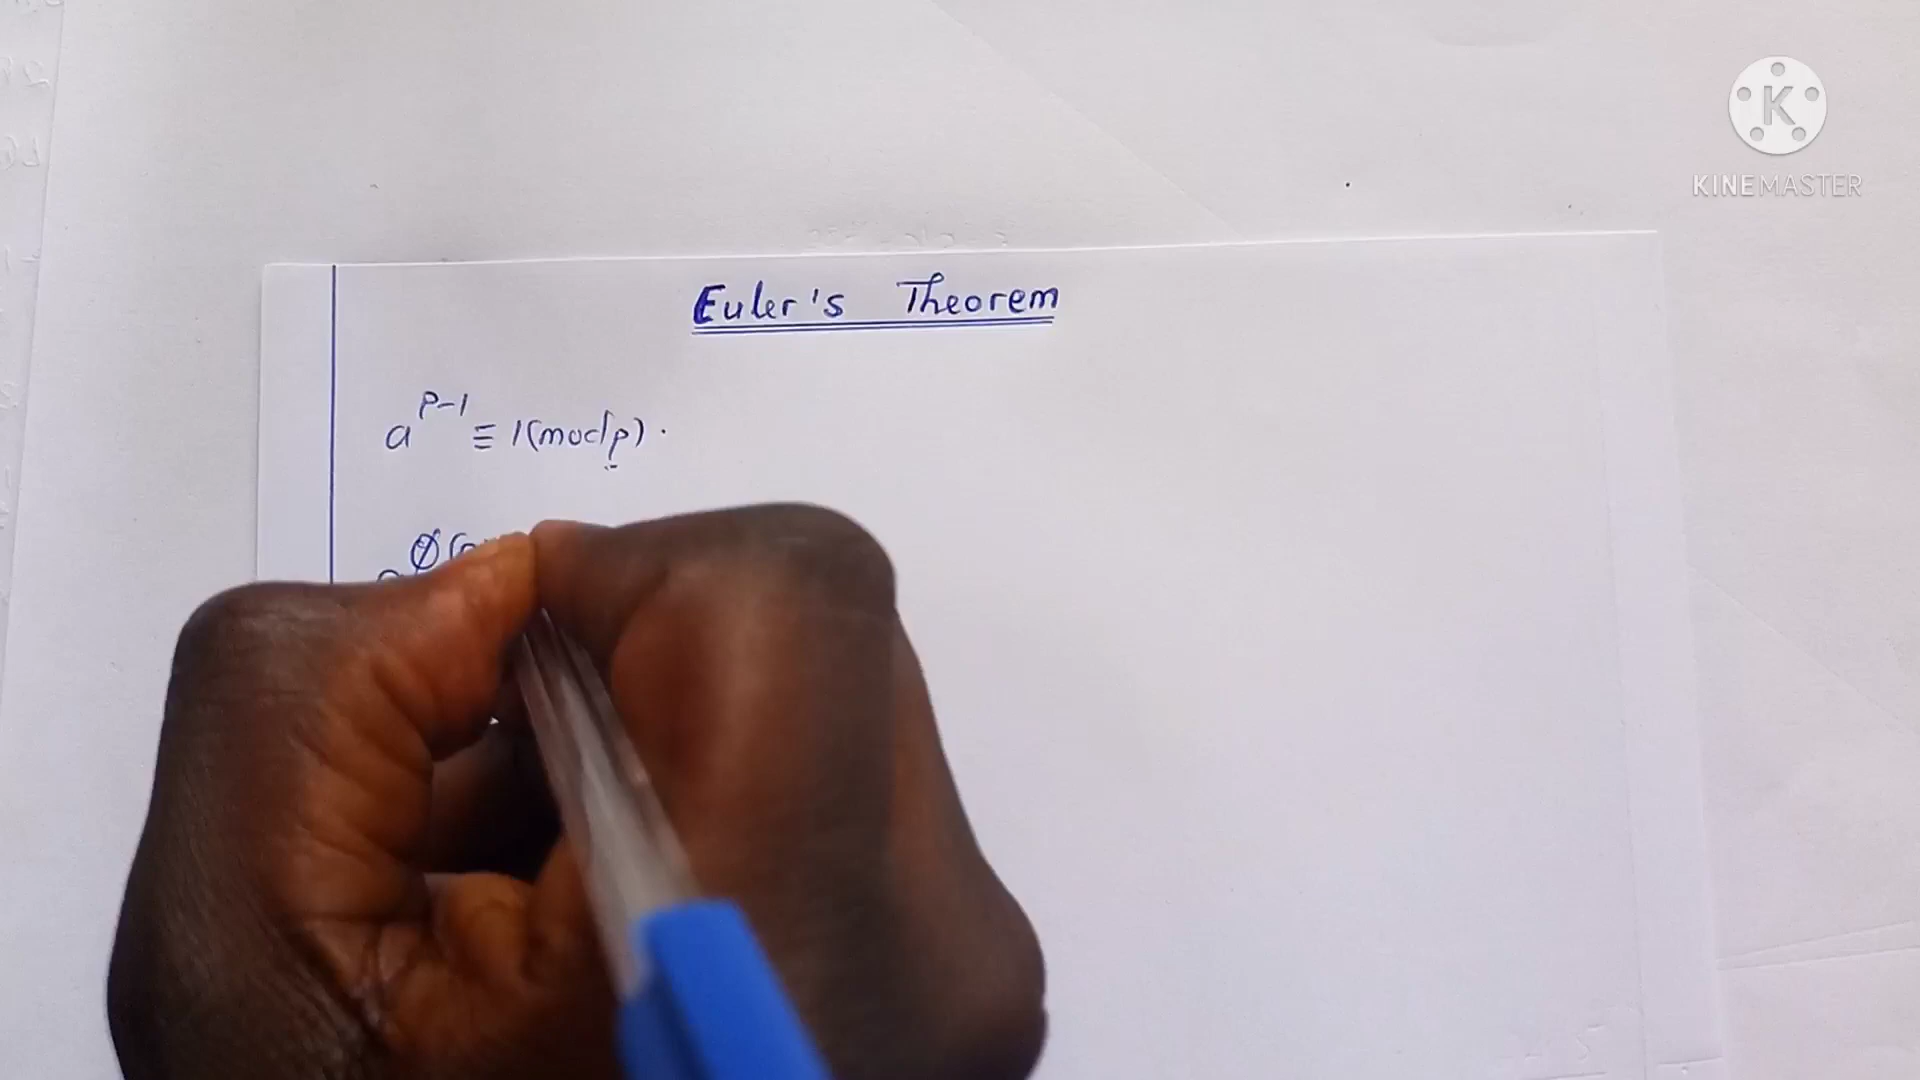 K
KINEMASTER
Euler's Theorem
a^{p-1} ≡ 1(mod p).
a^{Ø(